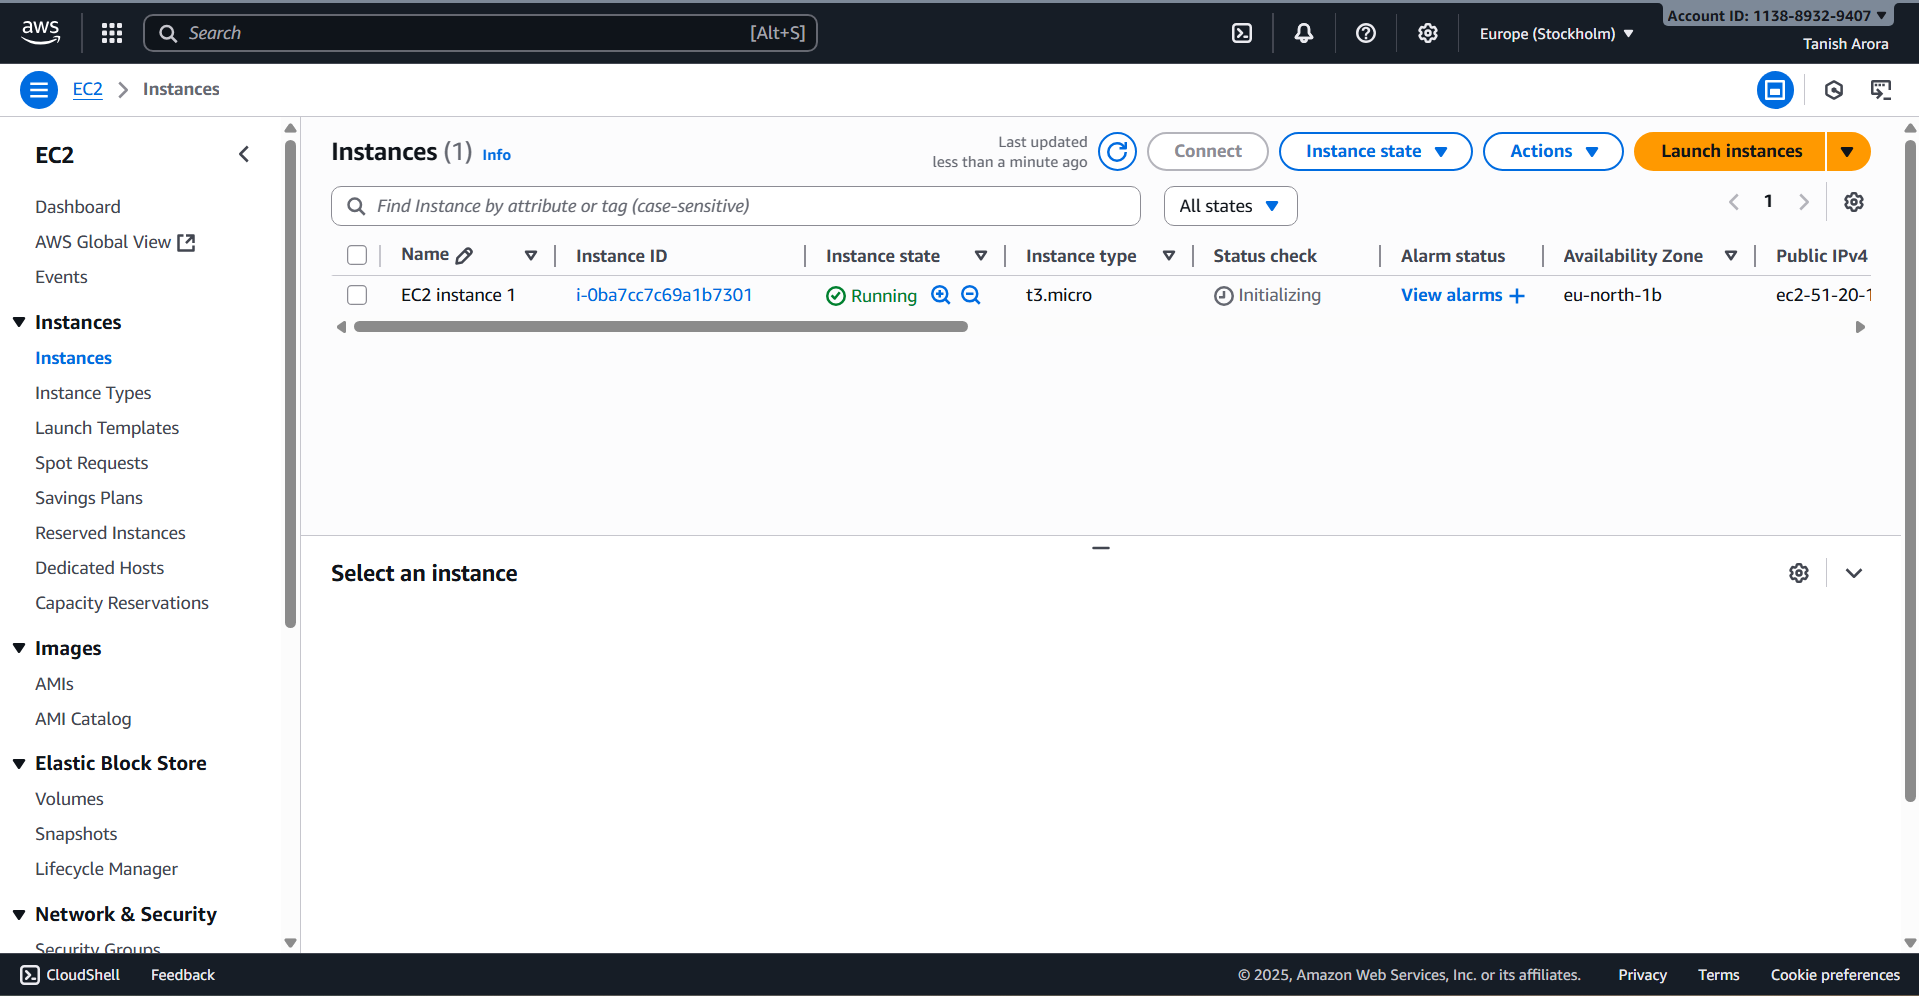 aws
Search
[Alt+S]
Europe (Stockholm)
Account ID: 1138-8932-9407
Tanish Arora
EC2
Instances
EC2
Dashboard
AWS Global View
Events
Instances
Instances
Instance Types
Launch Templates
Spot Requests
Savings Plans
Reserved Instances
Dedicated Hosts
Capacity Reservations
Images
AMIs
AMI Catalog
Elastic Block Store
Volumes
Snapshots
Lifecycle Manager
Network & Security
Security Groups
Instances (1) Info
Last updated
less than a minute ago
Connect
Instance state
Actions
Launch instances
Find Instance by attribute or tag (case-sensitive)
All states
1
Name Instance ID Instance state Instance type Status check Alarm status Availability Zone Public IPv4
EC2 instance 1 i-0ba7cc7c69a1b7301 Running t3.micro Initializing View alarms + eu-north-1b ec2-51-20-1
Select an instance
CloudShell Feedback © 2025, Amazon Web Services, Inc. or its affiliates. Privacy Terms Cookie preferences